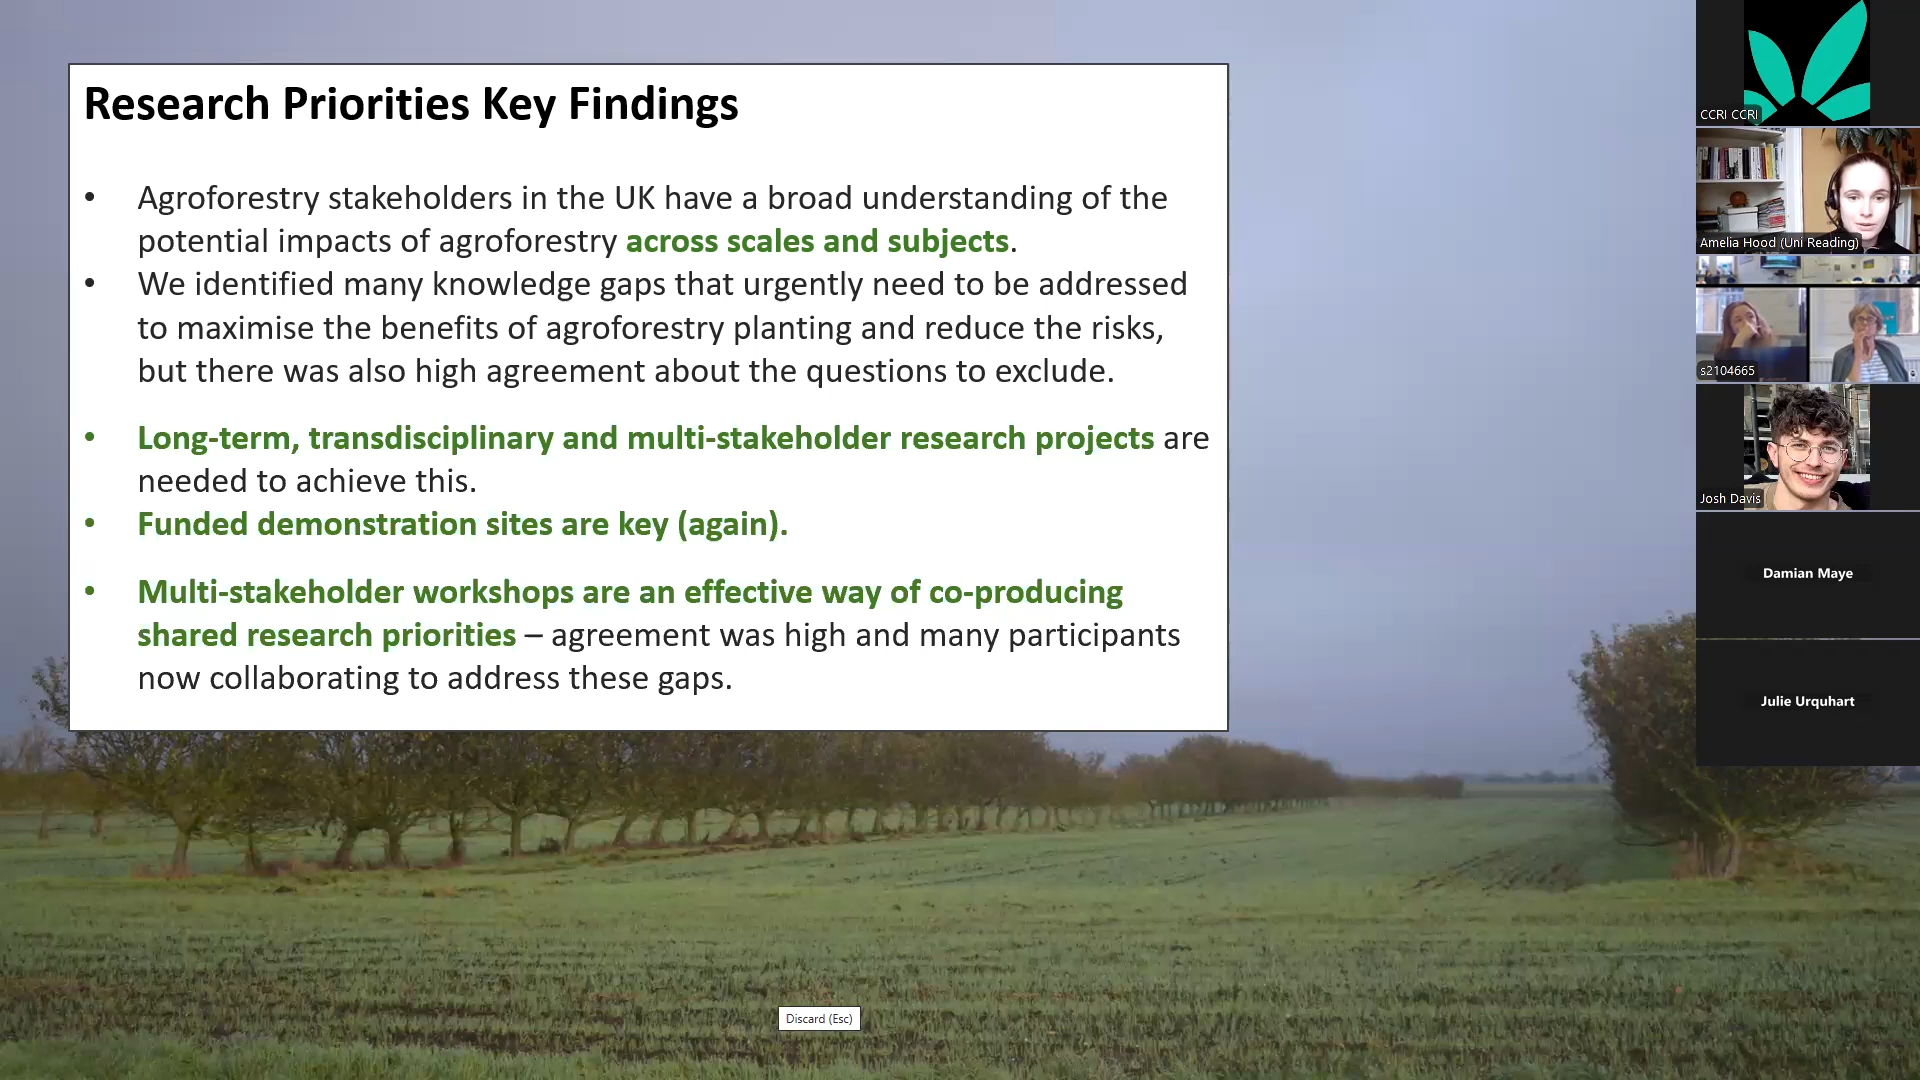 Research Priorities Key Findings
• Agroforestry stakeholders in the UK have a broad understanding of the
potential impacts of agroforestry across scales and subjects.
• We identified many knowledge gaps that urgently need to be addressed
to maximise the benefits of agroforestry planting and reduce the risks,
but there was also high agreement about the questions to exclude.
• Long-term, transdisciplinary and multi-stakeholder research projects are
needed to achieve this.
• Funded demonstration sites are key (again).
• Multi-stakeholder workshops are an effective way of co-producing
shared research priorities – agreement was high and many participants
now collaborating to address these gaps.
Discard (Esc)
CCRI CCRI
Amelia Hood (Uni Reading)
s2104665
Josh Davis
Damian Maye
Julie Urquhart